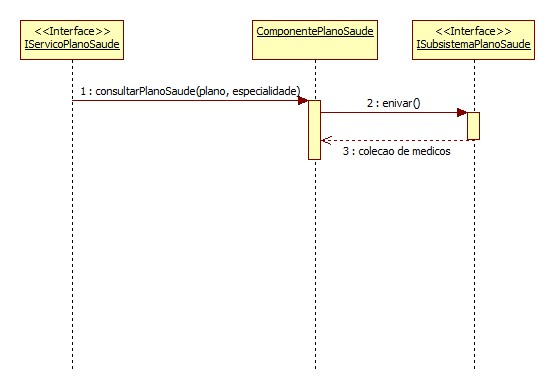 <<Interface>>
IServicoPlanoSaude
ComponentePlanoSaude
<<Interface>>
ISubsistemaPlanoSaude
1 : consultarPlanoSaude(plano, especialidade)
2 : enivar()
3 : colecao de medicos